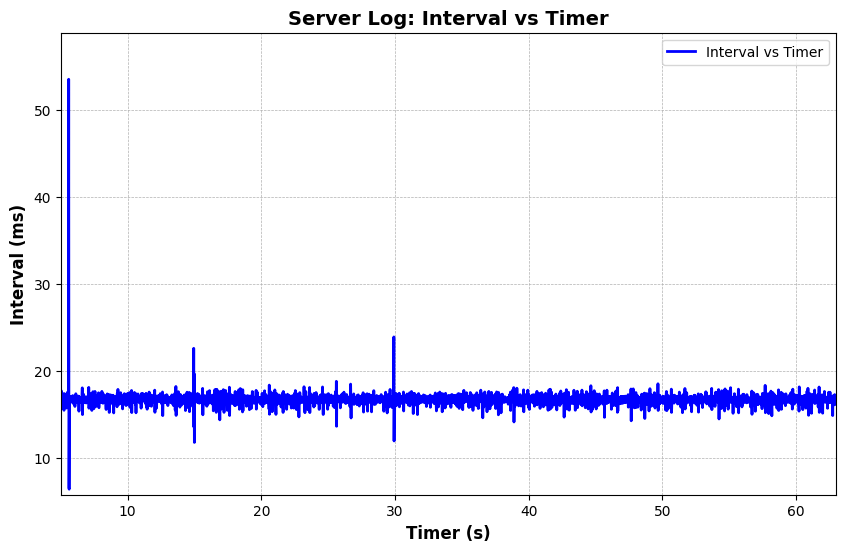 Server Log: Interval vs Timer
Interval vs Timer
50
40
30
20
10
Interval (ms)
10 20 30 40 50 60
Timer (s)